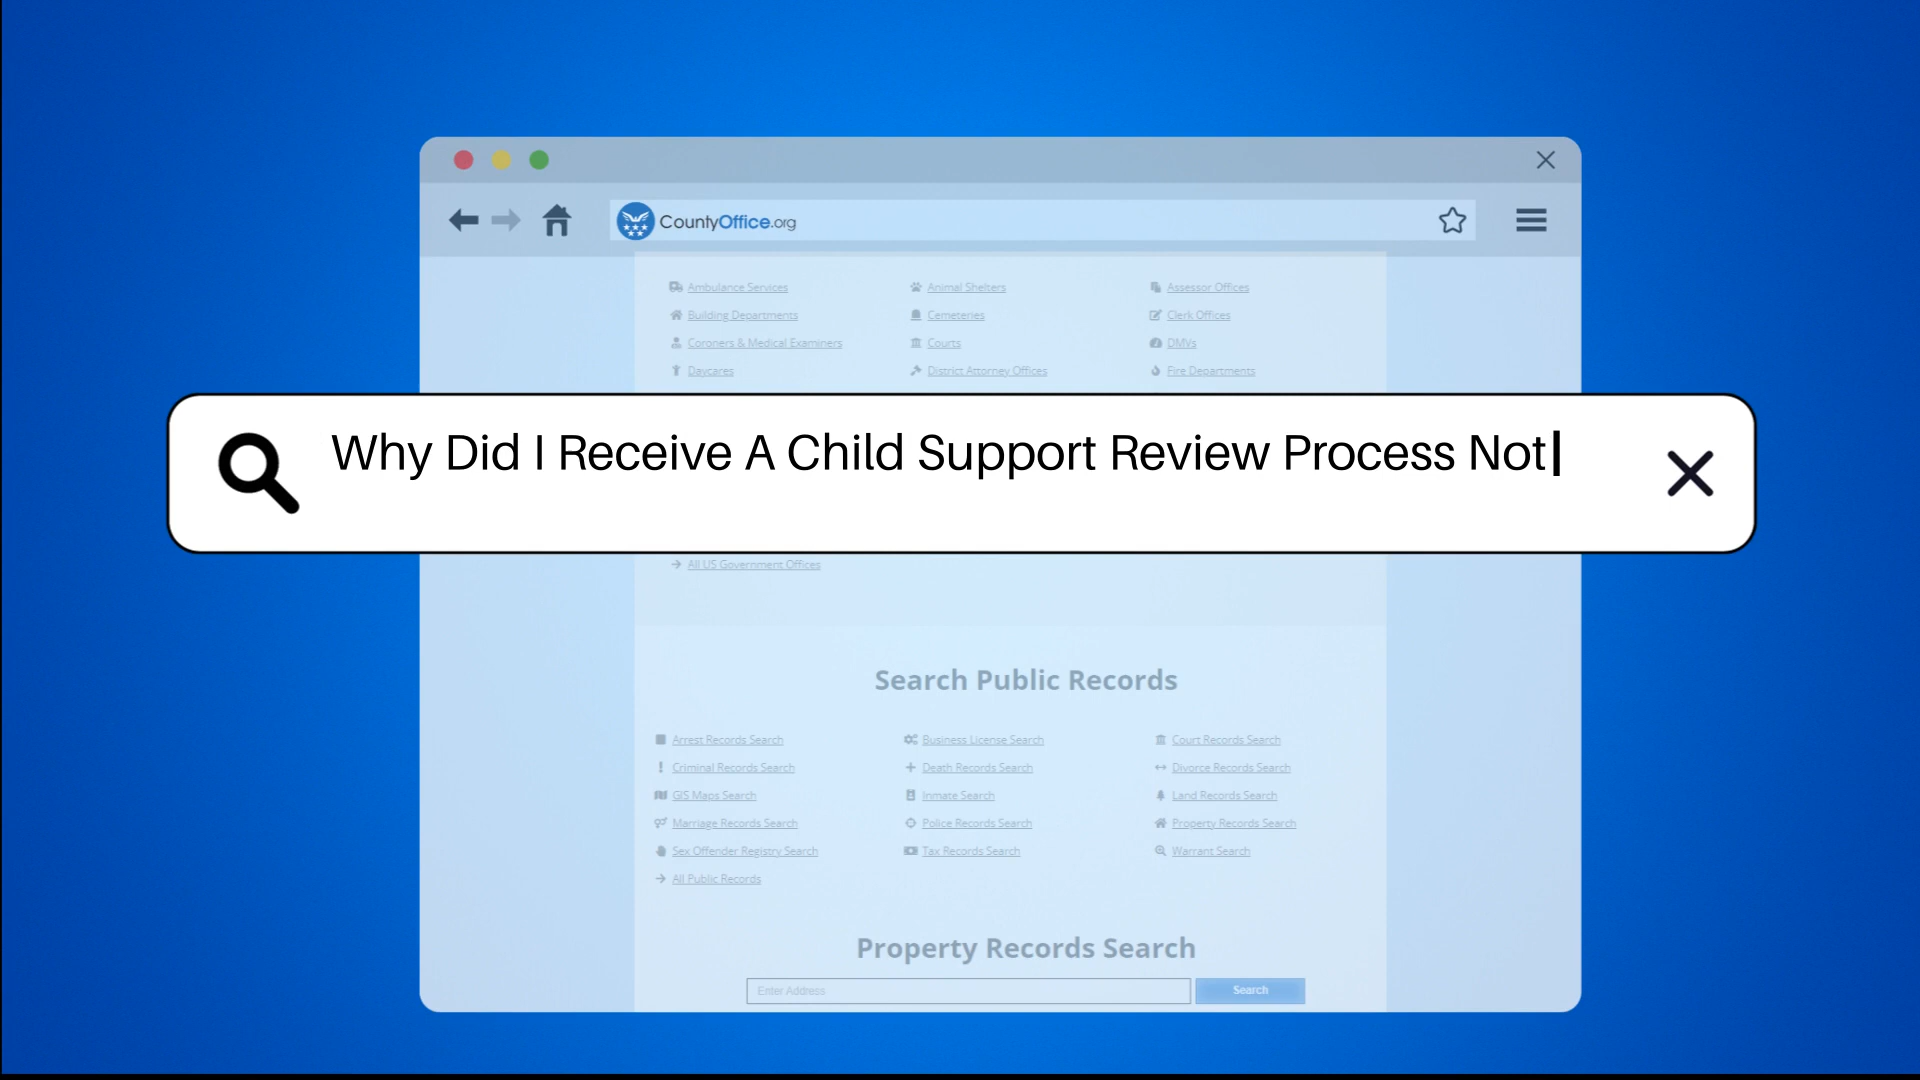 CountyOffice.org
Ambulance Services Animal Shelters Assessor Offices
Building Departments Cemeteries Clerk Offices
Coroners & Medical Examiners Courts DMVs
Daycares District Attorney Offices Fire Departments
Why Did I Receive A Child Support Review Process Not
All US Government Offices
Search Public Records
Arrest Records Search Business License Search Court Records Search
Criminal Records Search Death Records Search Divorce Records Search
GIS Maps Search Inmate Search Land Records Search
Marriage Records Search Police Records Search Property Records Search
Sex Offender Registry Search Tax Records Search Warrant Search
All Public Records
Property Records Search
Enter Address Search